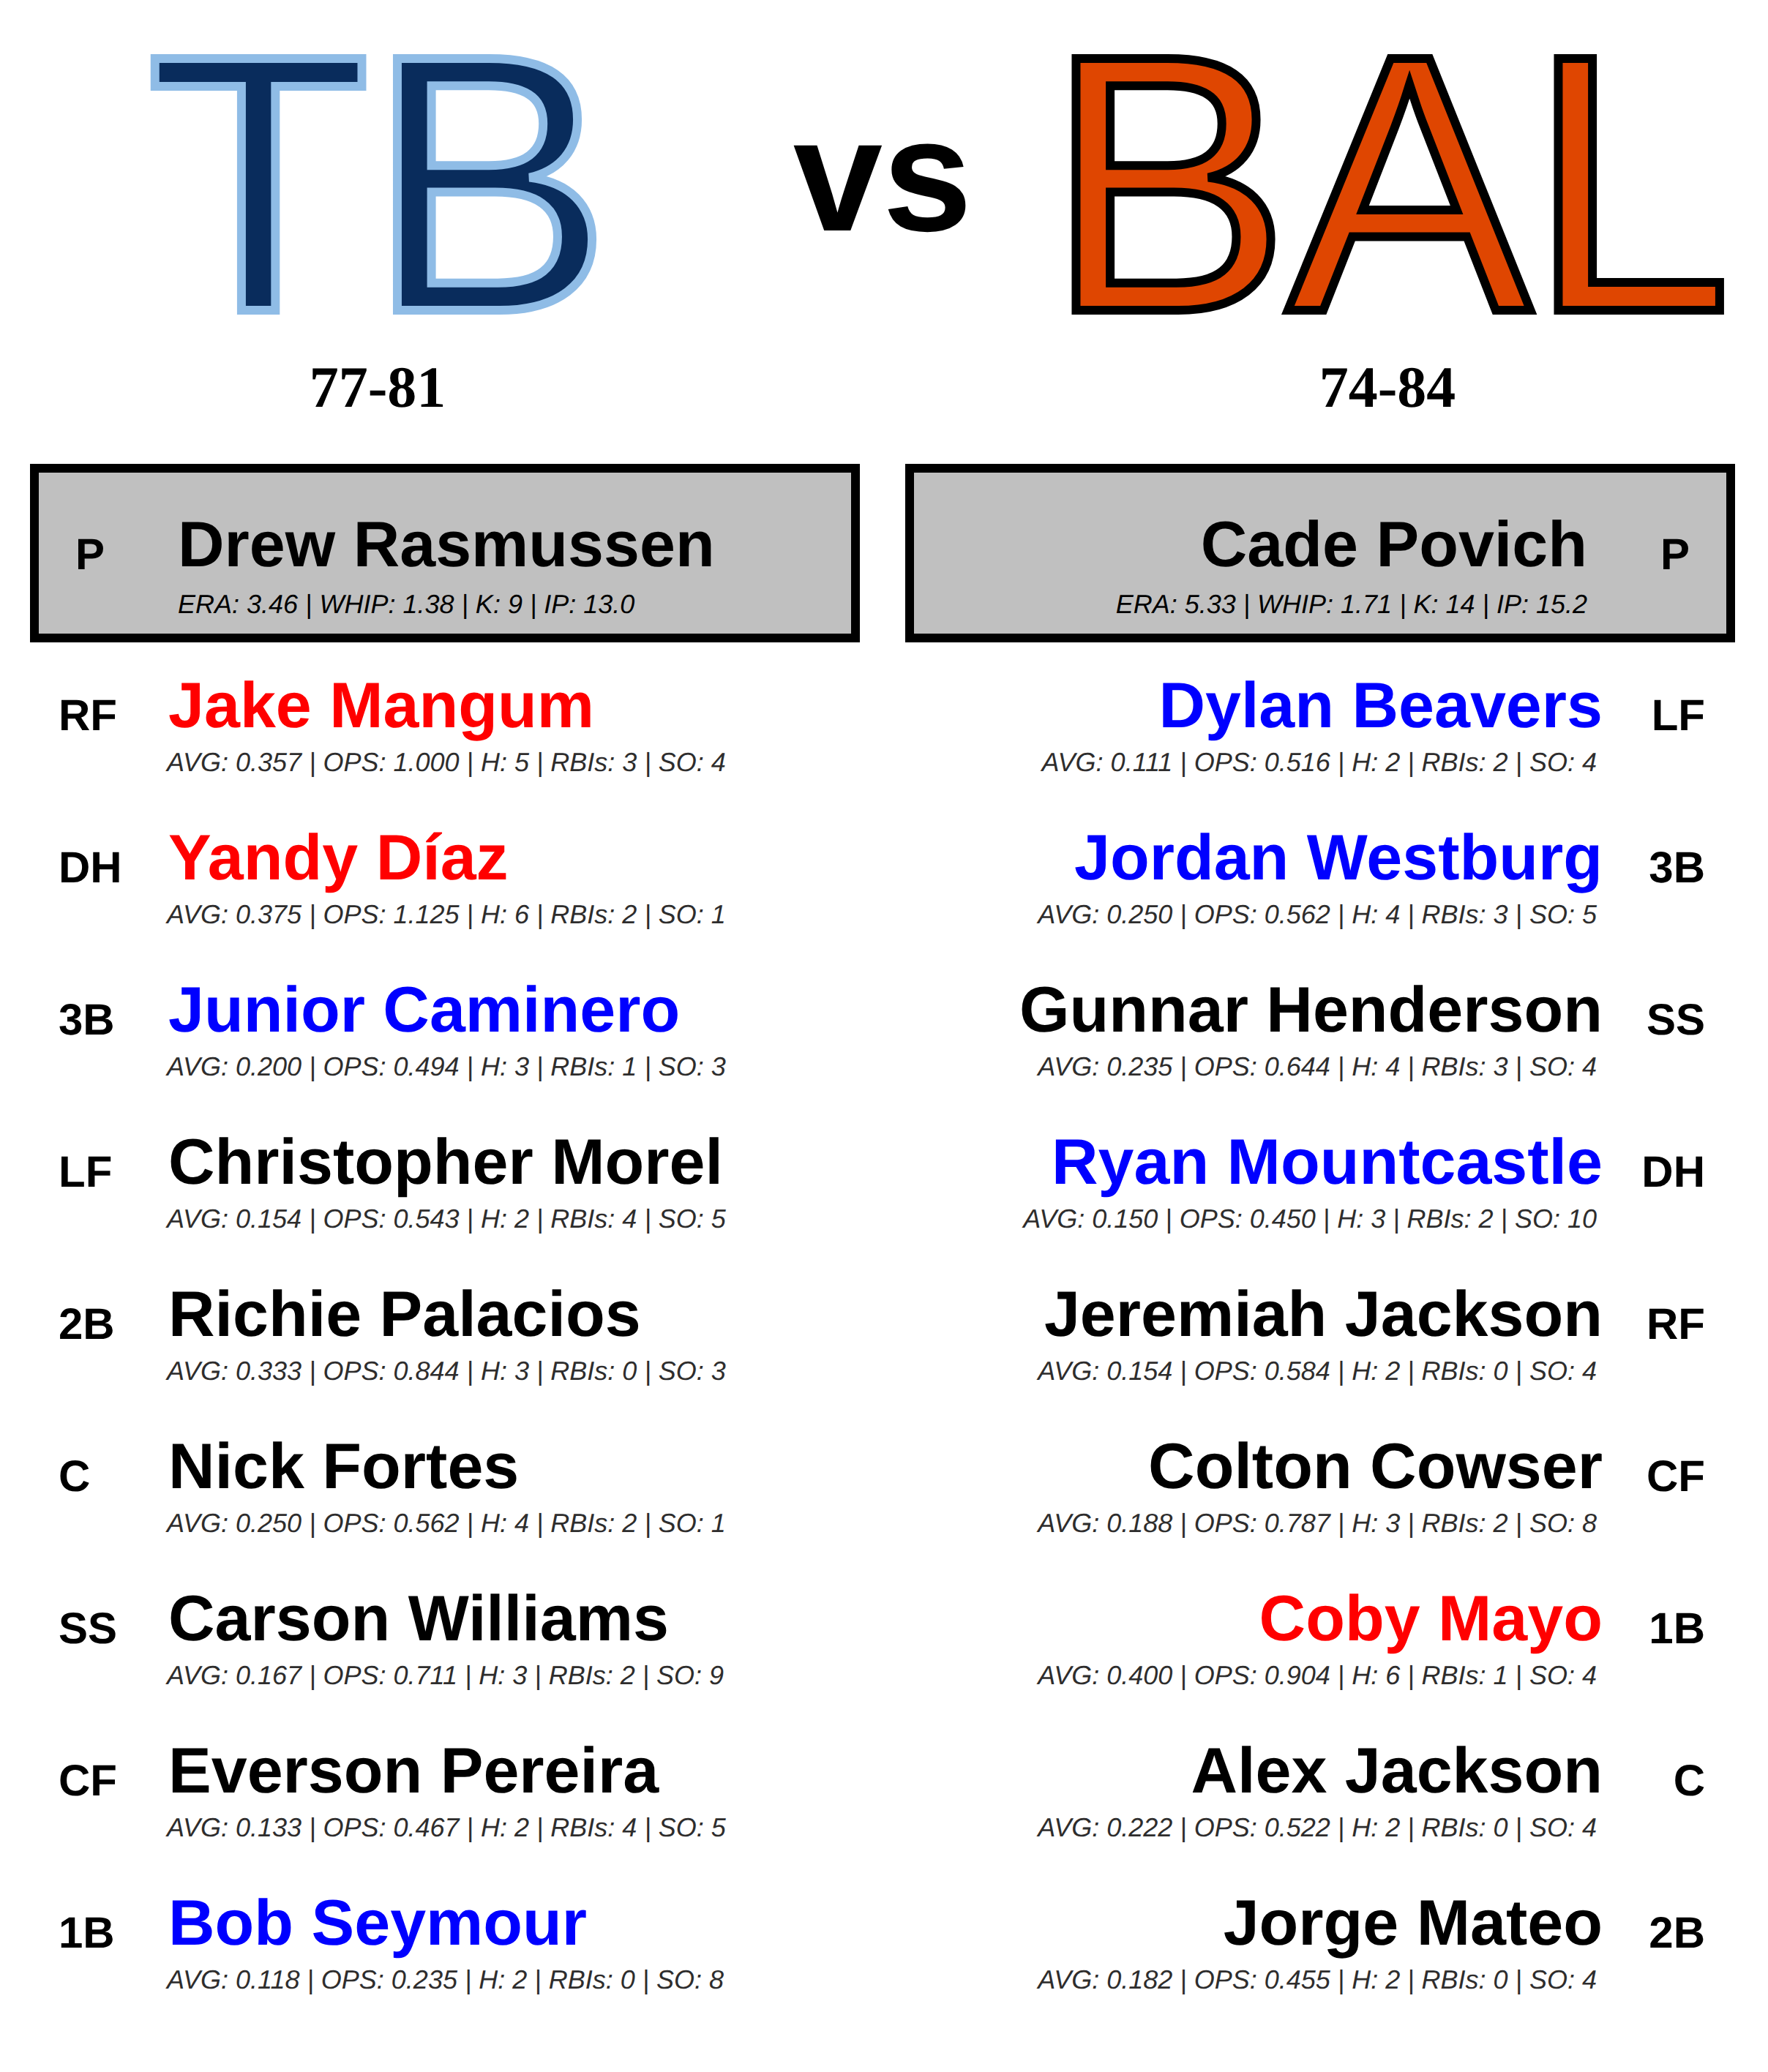 TB vs BAL
77-81
74-84
P Drew Rasmussen
ERA: 3.46 | WHIP: 1.38 | K: 9 | IP: 13.0
Cade Povich P
ERA: 5.33 | WHIP: 1.71 | K: 14 | IP: 15.2
RF Jake Mangum
AVG: 0.357 | OPS: 1.000 | H: 5 | RBIs: 3 | SO: 4
DH Yandy Díaz
AVG: 0.375 | OPS: 1.125 | H: 6 | RBIs: 2 | SO: 1
3B Junior Caminero
AVG: 0.200 | OPS: 0.494 | H: 3 | RBIs: 1 | SO: 3
LF Christopher Morel
AVG: 0.154 | OPS: 0.543 | H: 2 | RBIs: 4 | SO: 5
2B Richie Palacios
AVG: 0.333 | OPS: 0.844 | H: 3 | RBIs: 0 | SO: 3
C Nick Fortes
AVG: 0.250 | OPS: 0.562 | H: 4 | RBIs: 2 | SO: 1
SS Carson Williams
AVG: 0.167 | OPS: 0.711 | H: 3 | RBIs: 2 | SO: 9
CF Everson Pereira
AVG: 0.133 | OPS: 0.467 | H: 2 | RBIs: 4 | SO: 5
1B Bob Seymour
AVG: 0.118 | OPS: 0.235 | H: 2 | RBIs: 0 | SO: 8
Dylan Beavers LF
AVG: 0.111 | OPS: 0.516 | H: 2 | RBIs: 2 | SO: 4
Jordan Westburg 3B
AVG: 0.250 | OPS: 0.562 | H: 4 | RBIs: 3 | SO: 5
Gunnar Henderson SS
AVG: 0.235 | OPS: 0.644 | H: 4 | RBIs: 3 | SO: 4
Ryan Mountcastle DH
AVG: 0.150 | OPS: 0.450 | H: 3 | RBIs: 2 | SO: 10
Jeremiah Jackson RF
AVG: 0.154 | OPS: 0.584 | H: 2 | RBIs: 0 | SO: 4
Colton Cowser CF
AVG: 0.188 | OPS: 0.787 | H: 3 | RBIs: 2 | SO: 8
Coby Mayo 1B
AVG: 0.400 | OPS: 0.904 | H: 6 | RBIs: 1 | SO: 4
Alex Jackson C
AVG: 0.222 | OPS: 0.522 | H: 2 | RBIs: 0 | SO: 4
Jorge Mateo 2B
AVG: 0.182 | OPS: 0.455 | H: 2 | RBIs: 0 | SO: 4